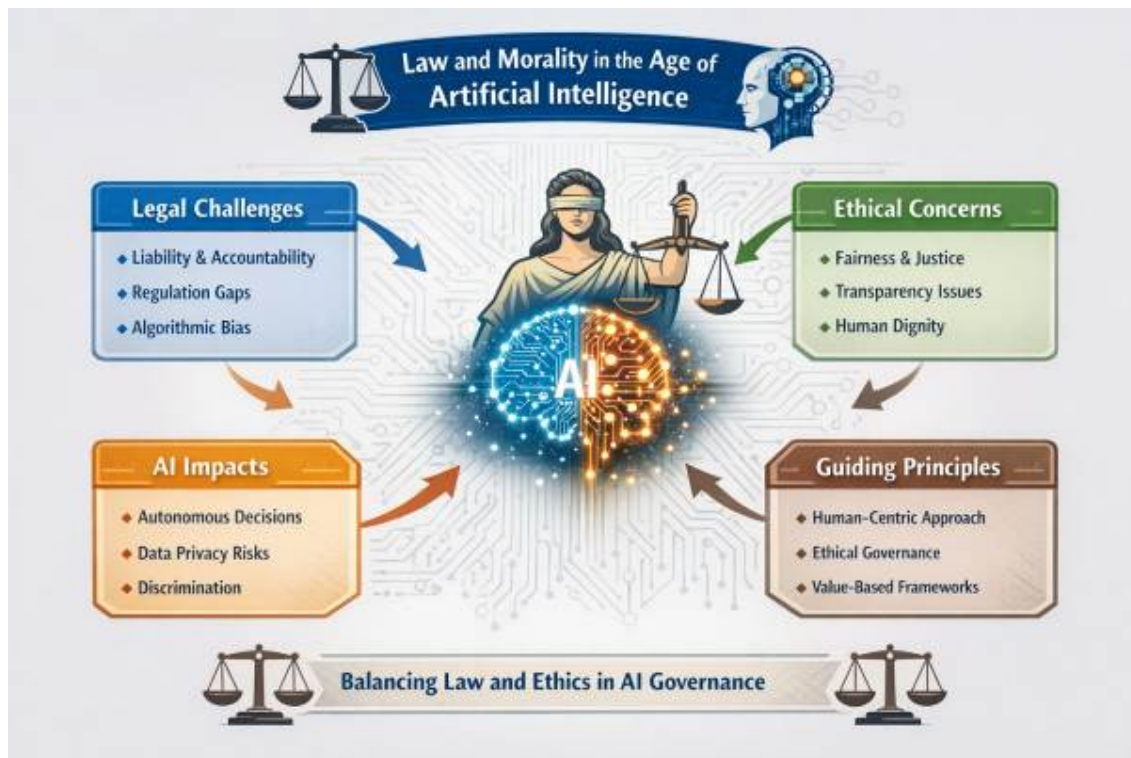 Law and Morality in the Age of
Artificial Intelligence
Legal Challenges
◆ Liability & Accountability
◆ Regulation Gaps
◆ Algorithmic Bias
Ethical Concerns
◆ Fairness & Justice
◆ Transparency Issues
◆ Human Dignity
AI
AI Impacts
◆ Autonomous Decisions
◆ Data Privacy Risks
◆ Discrimination
Guiding Principles
◆ Human-Centric Approach
◆ Ethical Governance
◆ Value-Based Frameworks
Balancing Law and Ethics in AI Governance